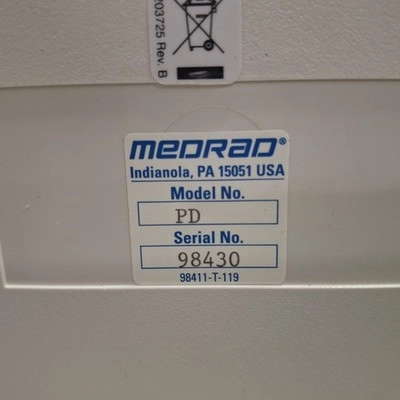 203725 Rev. B
MEDRAD®
Indianola, PA 15051 USA
Model No.
PD
Serial No.
98430
98411-T-119